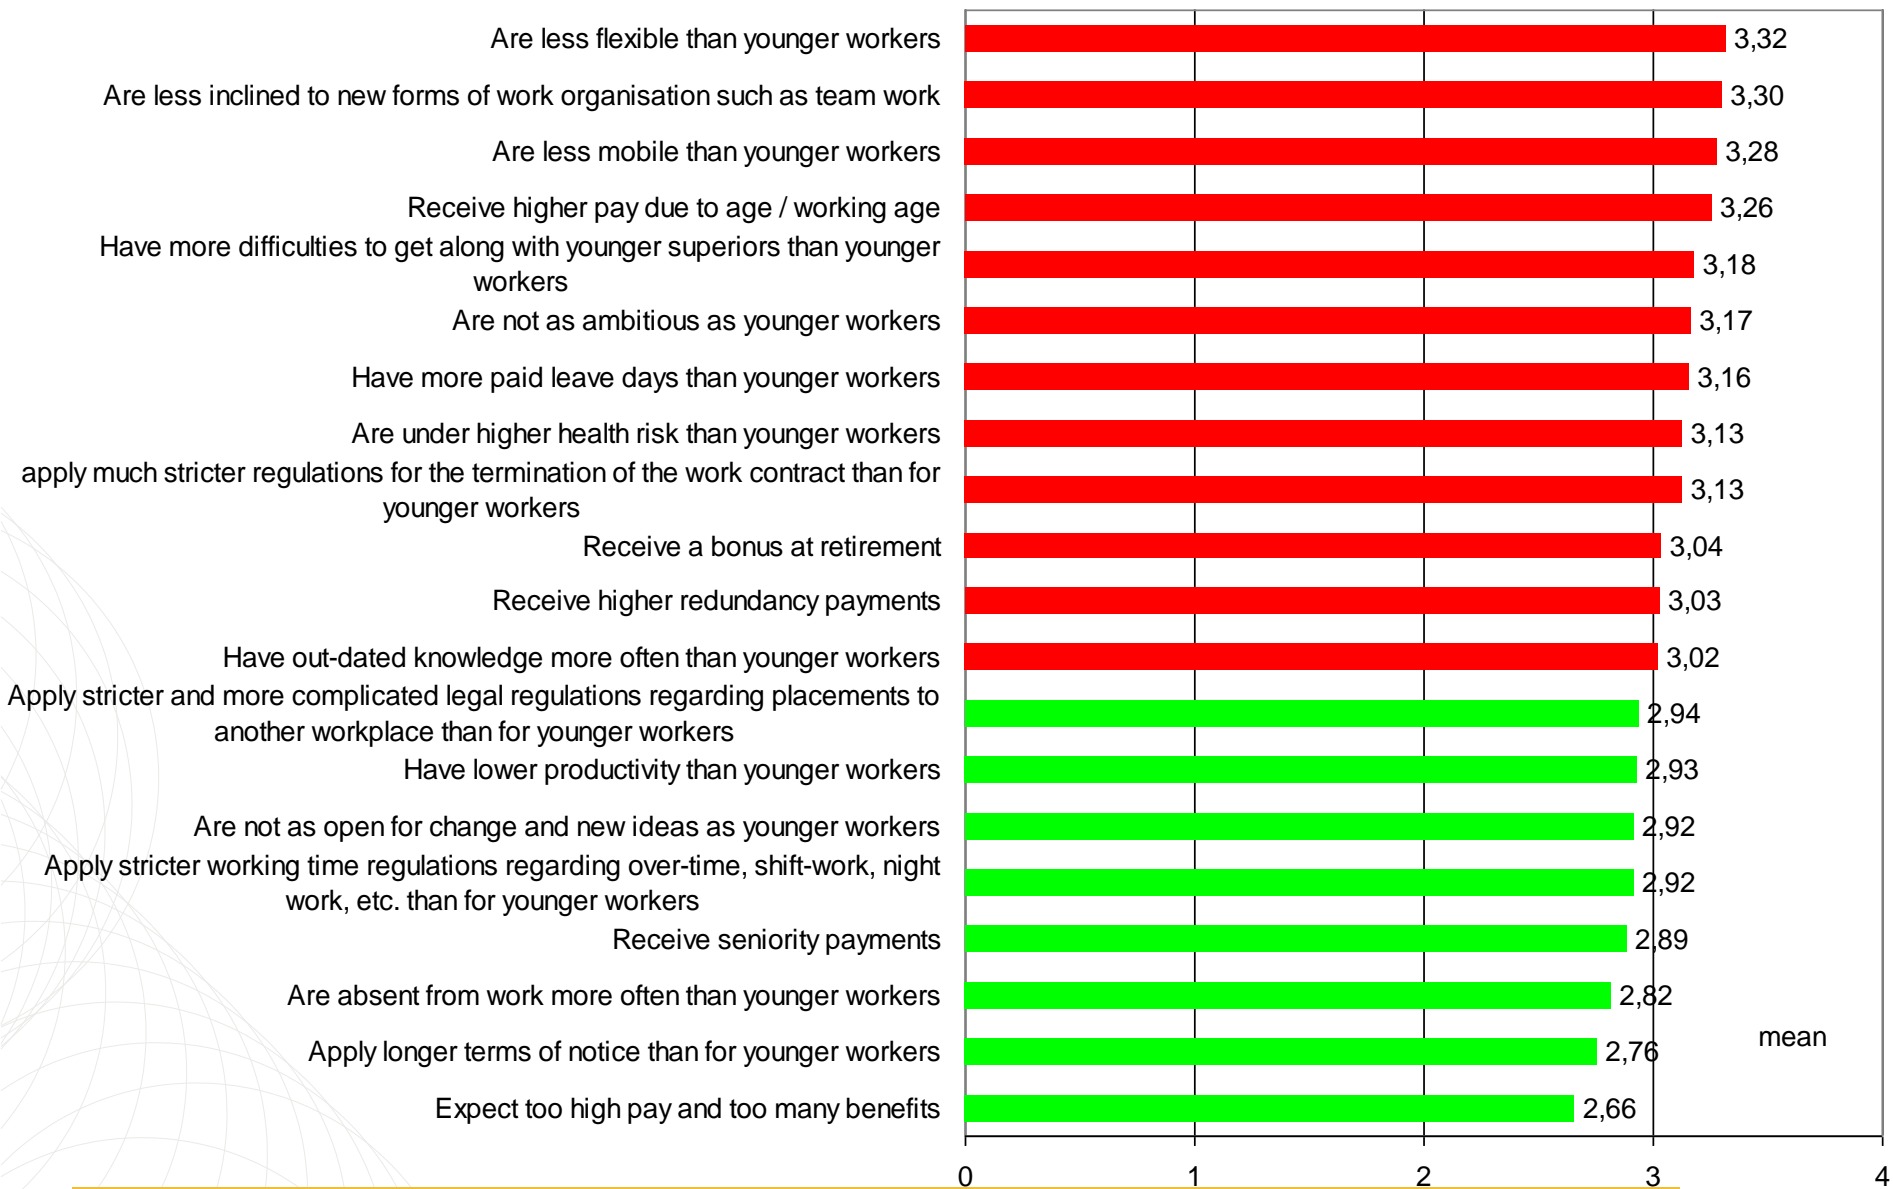 Are less flexible than younger workers 3,32
Are less inclined to new forms of work organisation such as team work 3,30
Are less mobile than younger workers 3,28
Receive higher pay due to age / working age 3,26
Have more difficulties to get along with younger superiors than younger
workers 3,18
Are not as ambitious as younger workers 3,17
Have more paid leave days than younger workers 3,16
Are under higher health risk than younger workers 3,13
apply much stricter regulations for the termination of the work contract than for
younger workers 3,13
Receive a bonus at retirement 3,04
Receive higher redundancy payments 3,03
Have out-dated knowledge more often than younger workers 3,02
Apply stricter and more complicated legal regulations regarding placements to
another workplace than for younger workers 2,94
Have lower productivity than younger workers 2,93
Are not as open for change and new ideas as younger workers 2,92
Apply stricter working time regulations regarding over-time, shift-work, night
work, etc. than for younger workers 2,92
Receive seniority payments 2,89
Are absent from work more often than younger workers 2,82
mean
Apply longer terms of notice than for younger workers 2,76
Expect too high pay and too many benefits 2,66
0 1 2 3 4